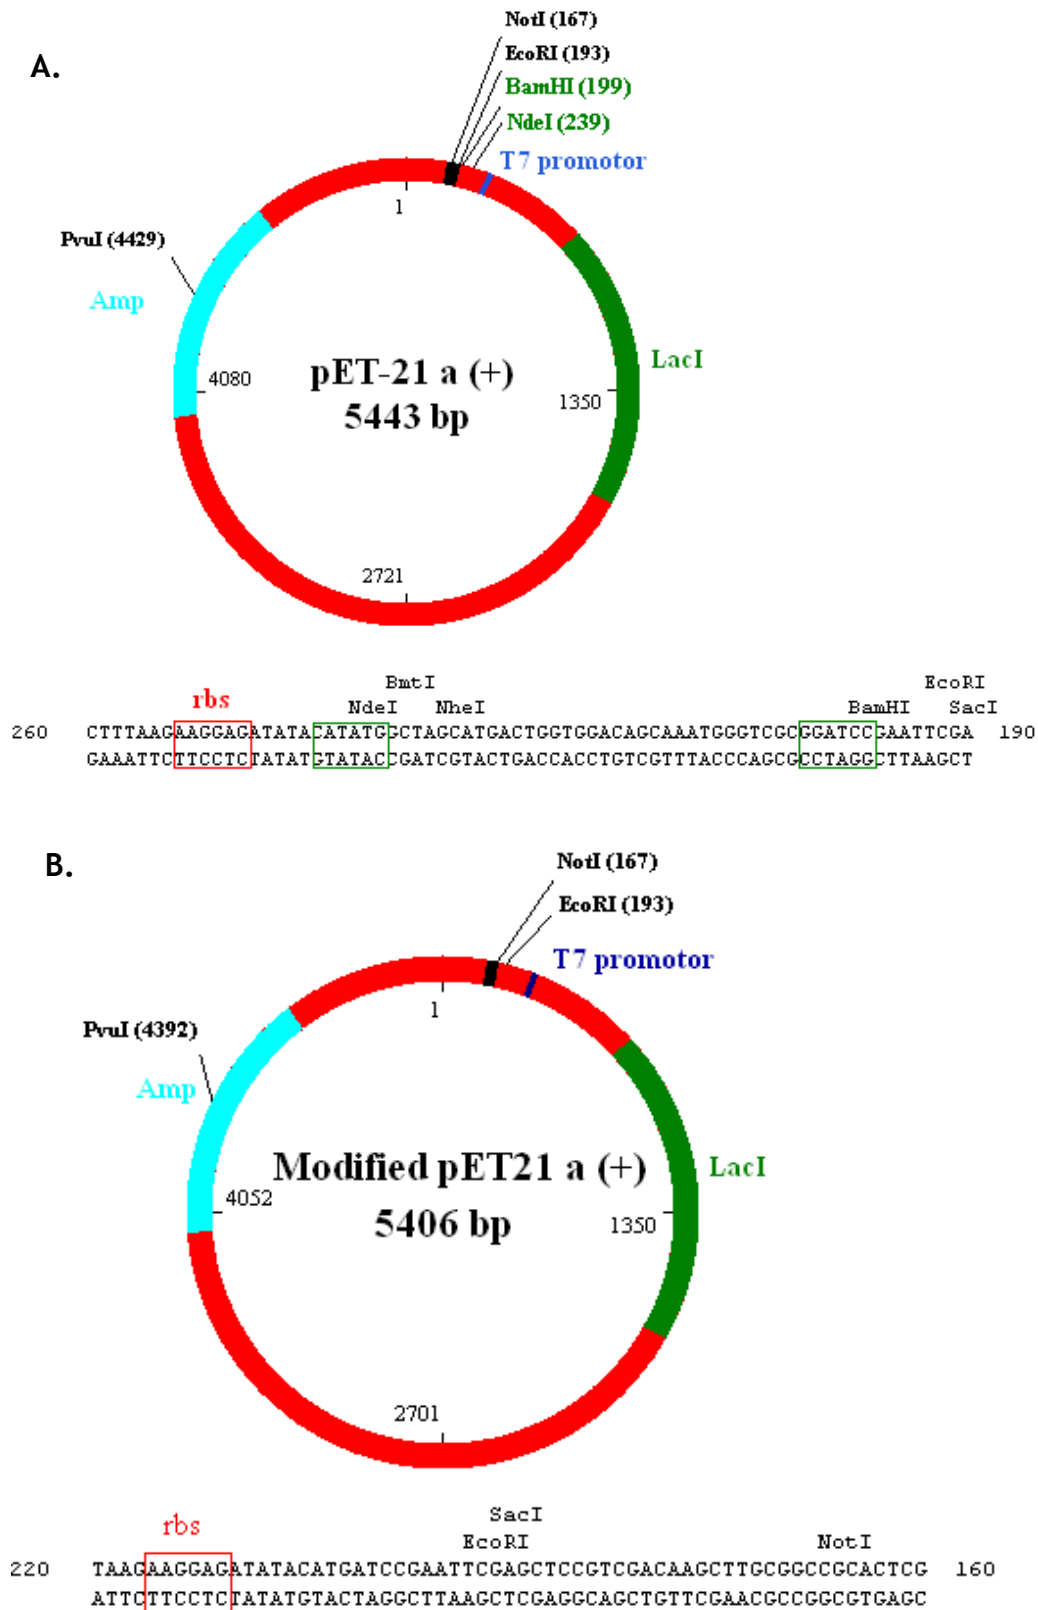 A.
NotI (167)
EcoRI (193)
BamHI (199)
NdeI (239)
T7 promotor
1
PvuI (4429)
Amp
LacI
4080
pET-21 a (+)
1350
5443 bp
2721
BmtI
EcoRI
rbs
NdeI
NheI
BamHI
SacI
260 CTTTAAGAAGGAGATATACATATGGCTAGCATGACTGGTGGACAGCAAATGGGTCGCGGATCCGAATTCGA 190
GAAATTCTTCCTCTATATGTATACCGATCGTACTGACCACCTGTCGTTTACCCAGCGCCTAGGCTTAAGCT
B.
NotI (167)
EcoRI (193)
T7 promotor
1
PvuI (4392)
Amp
Modified pET21 a (+)
LacI
4052
5406 bp
1350
2701
SacI
rbs
EcoRI
NotI
220 TAAGAAGGAGATATACATGATCCGAATTCGAGCTCCGTCGACAAGCTTGCGGCCGCACTCG 160
ATTCTTCCTCTATATGTACTAGGCTTAAGCTCGAGGCAGCTGTTCGAACGCCGGCGTGAGC